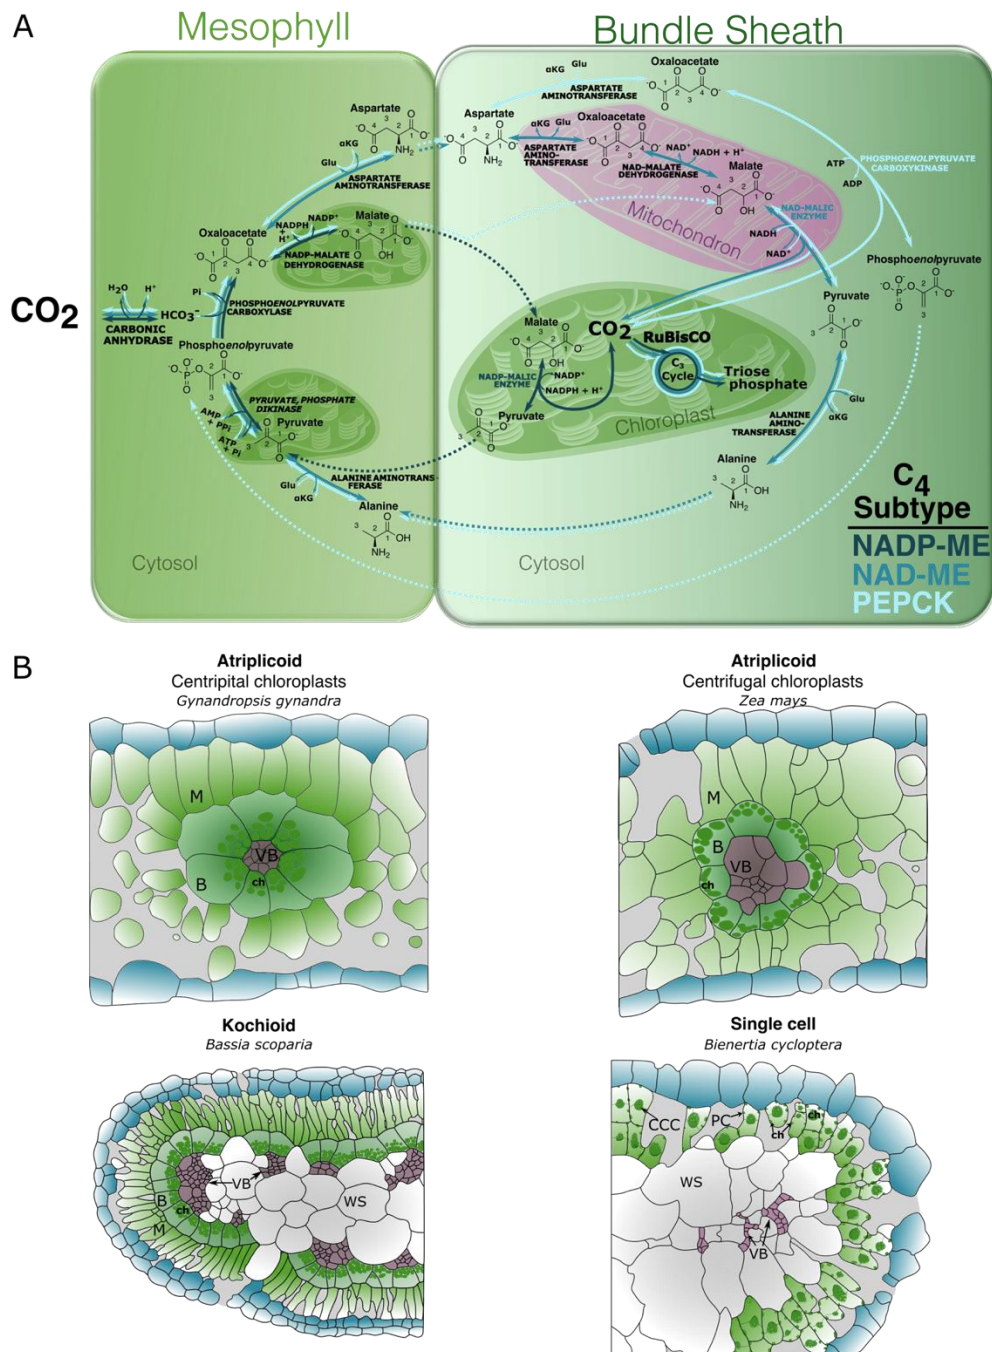 A
Mesophyll
Bundle Sheath
Aspartate
αKG
Glu
ASPARTATE
AMINOTRANSFERASE
NADPH
+
H⁺
NADP⁺
Malate
NADP-MALATE
DEHYDROGENASE
Oxaloacetate
CO₂
H₂O
H⁺
CARBONIC
ANHYDRASE
HCO₃⁻
Pi
PHOSPHOENOLPYRUVATE
CARBOXYLASE
Phosphoenolpyruvate
PYRUVATE, PHOSPHATE
DIKINASE
AMP
+ PPi
ATP
+ Pi
Pyruvate
Glu
αKG
ALANINE AMINOTRANS-
FERASE
Alanine
Cytosol
Oxaloacetate
αKG
Glu
ASPARTATE
AMINOTRANSFERASE
Aspartate
αKG
Glu
ASPARTATE
AMINO-
TRANSFERASE
Oxaloacetate
NAD⁺
NADH + H⁺
NAD-MALATE
DEHYDROGENASE
Malate
Mitochondron
NAD-MALIC
ENZYME
NADH
NAD⁺
ATP
ADP
PHOSPHOENOLPYRUVATE
CARBOXYKINASE
Phosphoenolpyruvate
Pyruvate
Malate
CO₂
RuBisCO
C₃
Cycle
Triose
phosphate
NADP-MALIC
ENZYME
NADP⁺
NADPH + H⁺
Pyruvate
Chloroplast
ALANINE
AMINO-
TRANSFERASE
Glu
αKG
Alanine
Cytosol
C₄
Subtype
NADP-ME
NAD-ME
PEPCK
B
Atriplicoid
Centripital chloroplasts
Gynandropsis gynandra
M
VB
B
ch
Atriplicoid
Centrifugal chloroplasts
Zea mays
M
B
VB
ch
Kochioid
Bassia scoparia
VB
WS
B
ch
M
Single cell
Bienertia cycloptera
CCC
PC
ch
ch
WS
VB